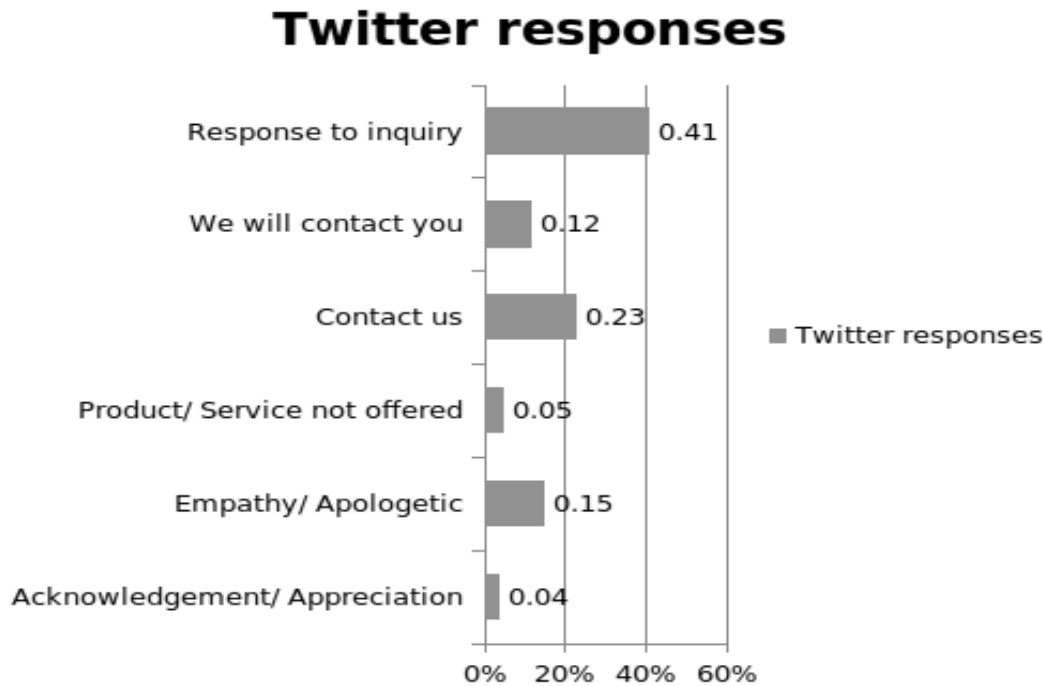 Twitter responses
Response to inquiry 0.41
We will contact you 0.12
Contact us 0.23
Twitter responses
Product/ Service not offered 0.05
Empathy/ Apologetic 0.15
Acknowledgement/ Appreciation 0.04
0% 20% 40% 60%